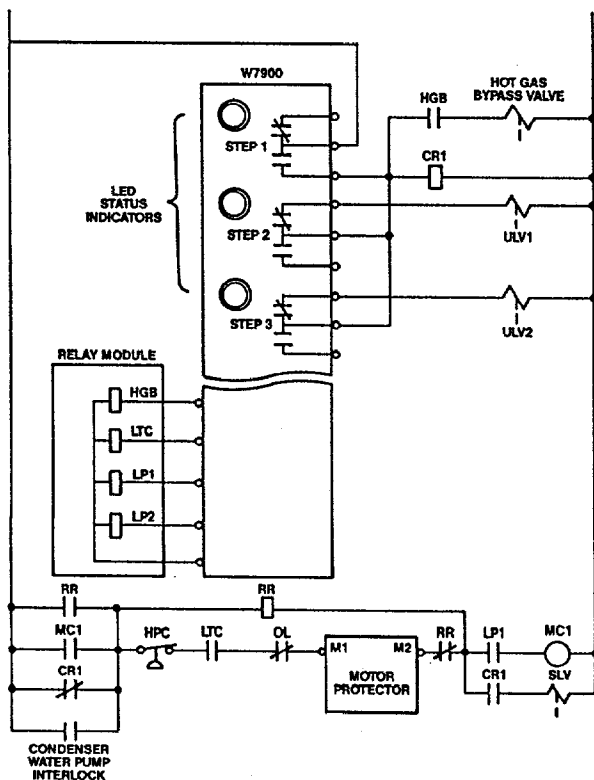 W7900
HOT GAS
BYPASS VALVE
HGB
STEP 1
CR1
LED
STATUS
INDICATORS
STEP 2
ULV1
STEP 3
ULV2
RELAY MODULE
HGB
LTC
LP1
LP2
RR
RR
MC1
HPC
LTC
OL
M1
M2
RR
LP1
MC1
MOTOR
PROTECTOR
CR1
CR1
SLV
CONDENSER
WATER PUMP
INTERLOCK